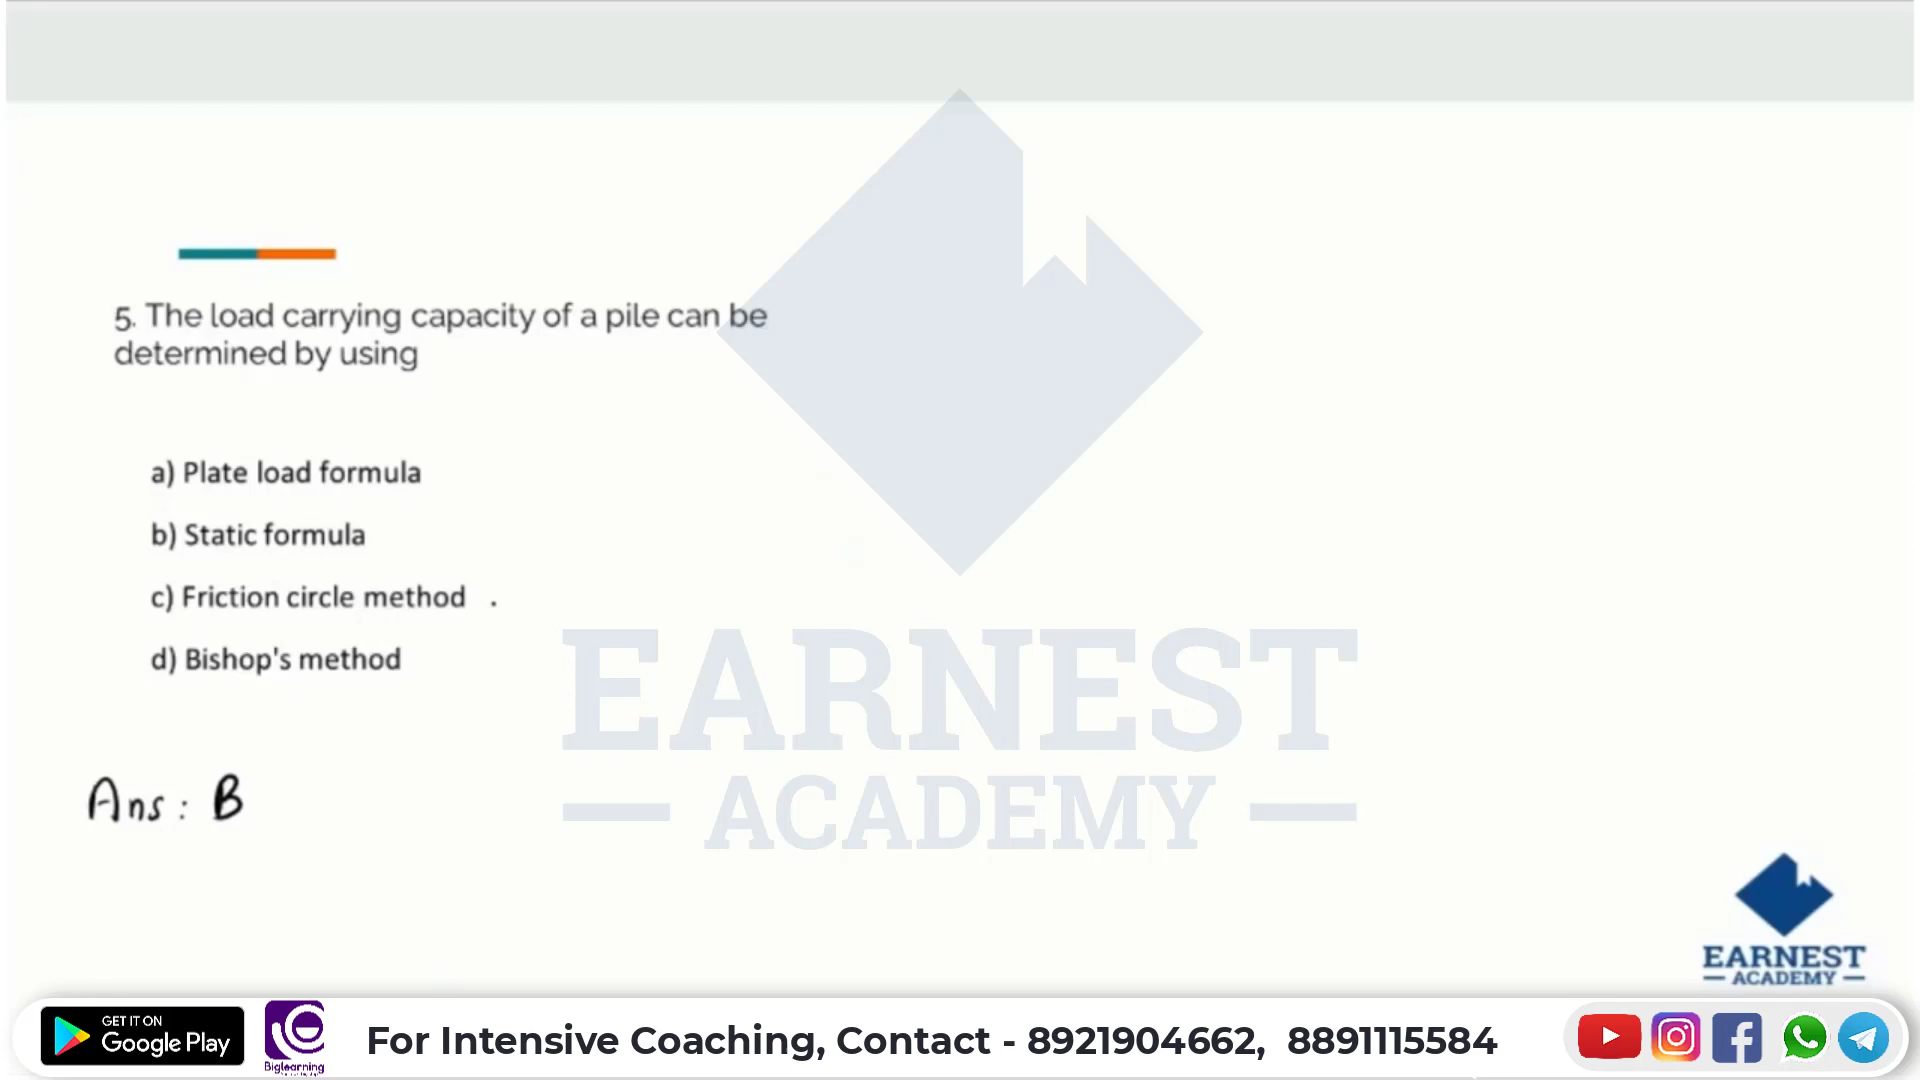 5. The load carrying capacity of a pile can be
determined by using
a) Plate load formula
b) Static formula
c) Friction circle method .
d) Bishop's method
Ans : B
EARNEST
ACADEMY
EARNEST
ACADEMY
GET IT ON
Google Play
Biglearning
For Intensive Coaching, Contact - 8921904662, 8891115584